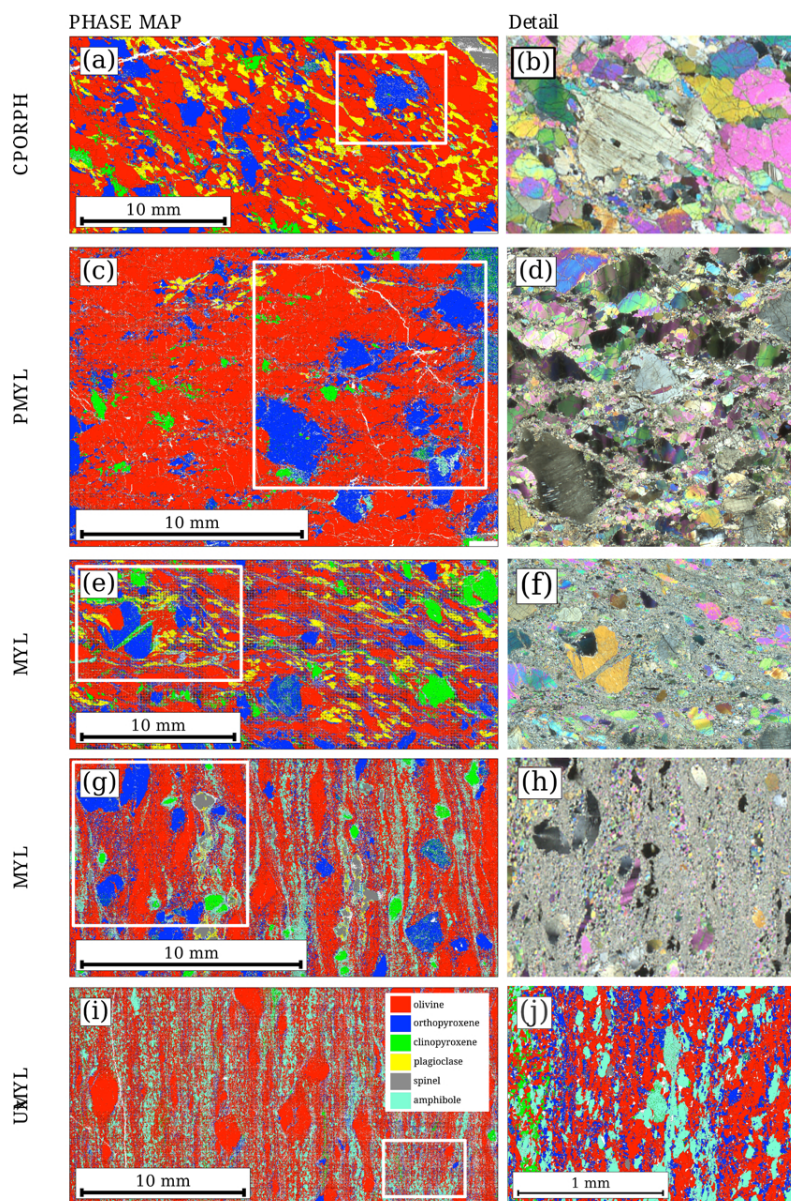 PHASE MAP Detail
CPORPH
(a)
10 mm
(b)
PMYL
(c)
10 mm
(d)
MYL
(e)
10 mm
(f)
MYL
(g)
10 mm
(h)
(i)
olivine
orthopyroxene
clinopyroxene
plagioclase
spinel
amphibole
10 mm
(j)
1 mm